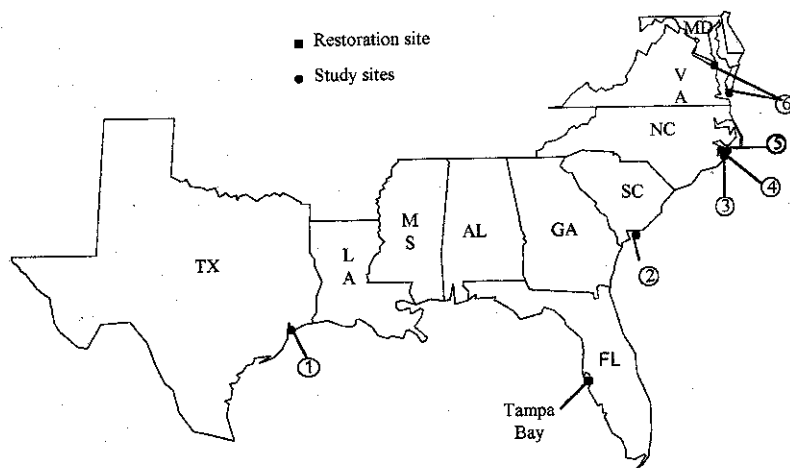 ■ Restoration site
● Study sites
MD
V
A
⑥
NC
⑤
④
③
SC
②
M
S
AL
GA
L
A
TX
①
FL
Tampa
Bay